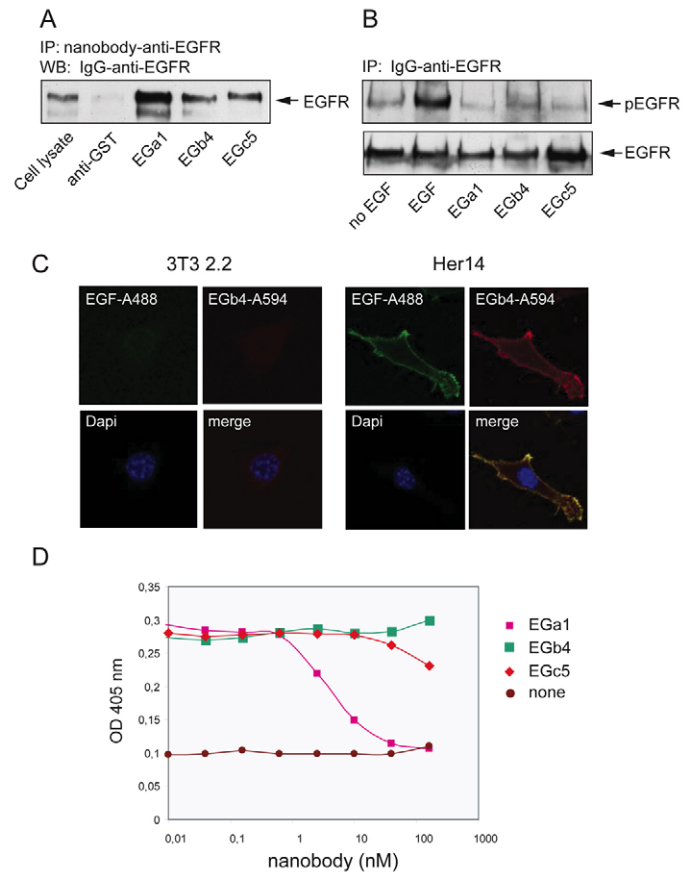 A
IP: nanobody-anti-EGFR
WB: IgG-anti-EGFR
EGFR
Cell lysate
anti-GST
EGa1
EGb4
EGc5
B
IP: IgG-anti-EGFR
pEGFR
EGFR
no EGF
EGF
EGa1
EGb4
EGc5
C
3T3 2.2
Her14
EGF-A488
EGb4-A594
EGF-A488
EGb4-A594
Dapi
merge
Dapi
merge
D
0,35
0,3
0,25
0,2
0,15
0,1
0,05
0
OD 405 nm
0,01
0,1
1
10
100
1000
nanobody (nM)
EGa1
EGb4
EGc5
none